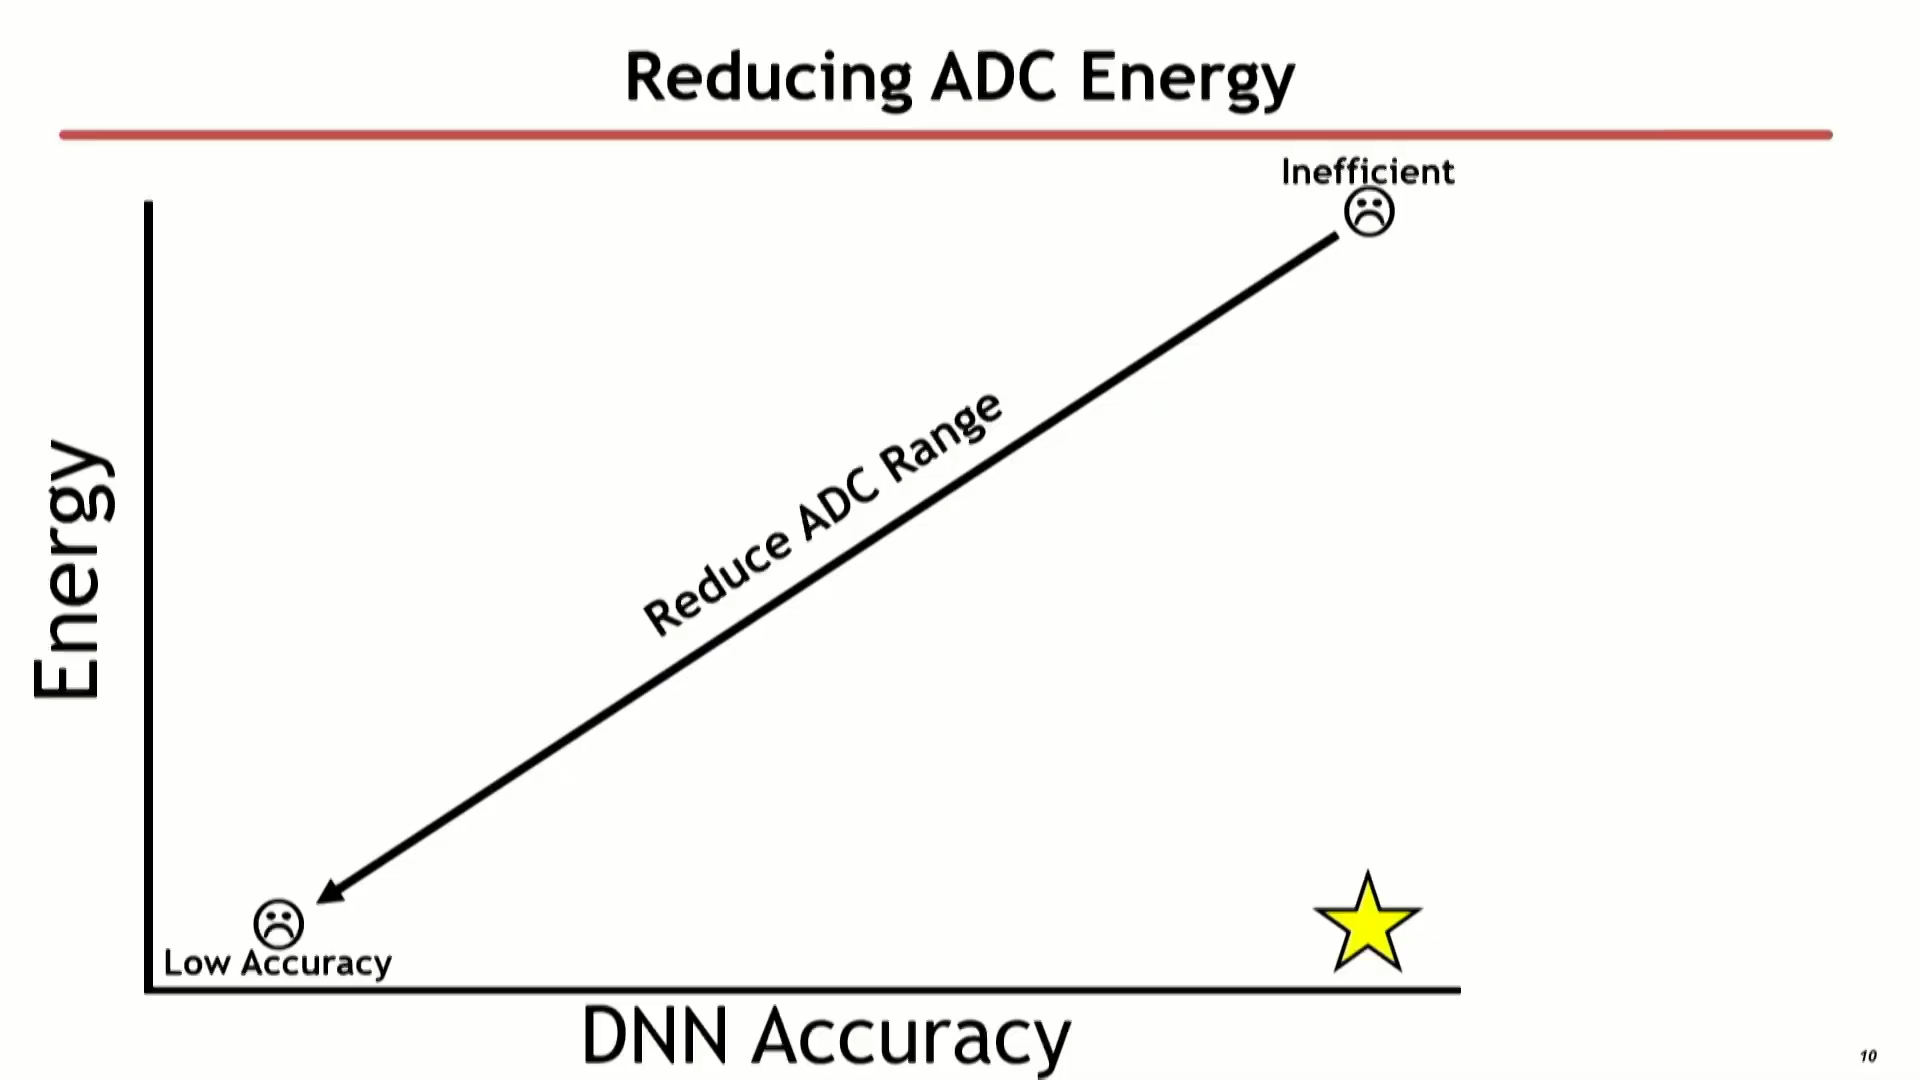 Reducing ADC Energy
Inefficient
Reduce ADC Range
Energy
Low Accuracy
DNN Accuracy
10